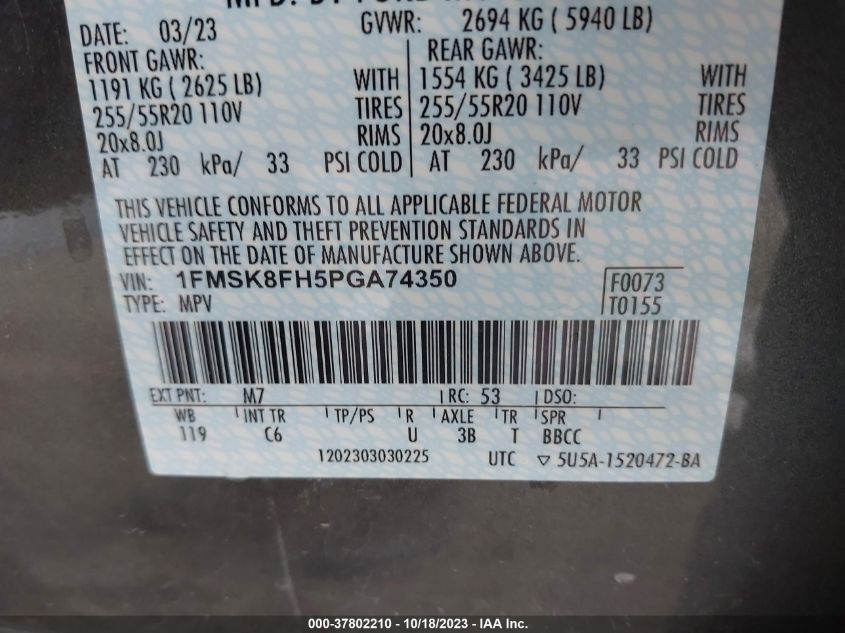 MFD. BY FORD
DATE: 03/23 GVWR: 2694 KG ( 5940 LB)
FRONT GAWR: REAR GAWR:
1191 KG ( 2625 LB) WITH 1554 KG ( 3425 LB) WITH
255/55R20 110V TIRES 255/55R20 110V TIRES
20x8.0J RIMS 20x8.0J RIMS
AT 230 kPa/ 33 PSI COLD AT 230 kPa/ 33 PSI COLD
THIS VEHICLE CONFORMS TO ALL APPLICABLE FEDERAL MOTOR
VEHICLE SAFETY AND THEFT PREVENTION STANDARDS IN
EFFECT ON THE DATE OF MANUFACTURE SHOWN ABOVE.
VIN: 1FMSK8FH5PGA74350 F0073
TYPE: MPV T0155
EXT PNT: M7 RC: 53 DSO:
WB INT TR TP/PS R AXLE TR SPR
119 C6 U 3B T BBCC
1202303030225 UTC ▽ 5U5A-1520472-BA
000-37802210 - 10/18/2023 - IAA Inc.